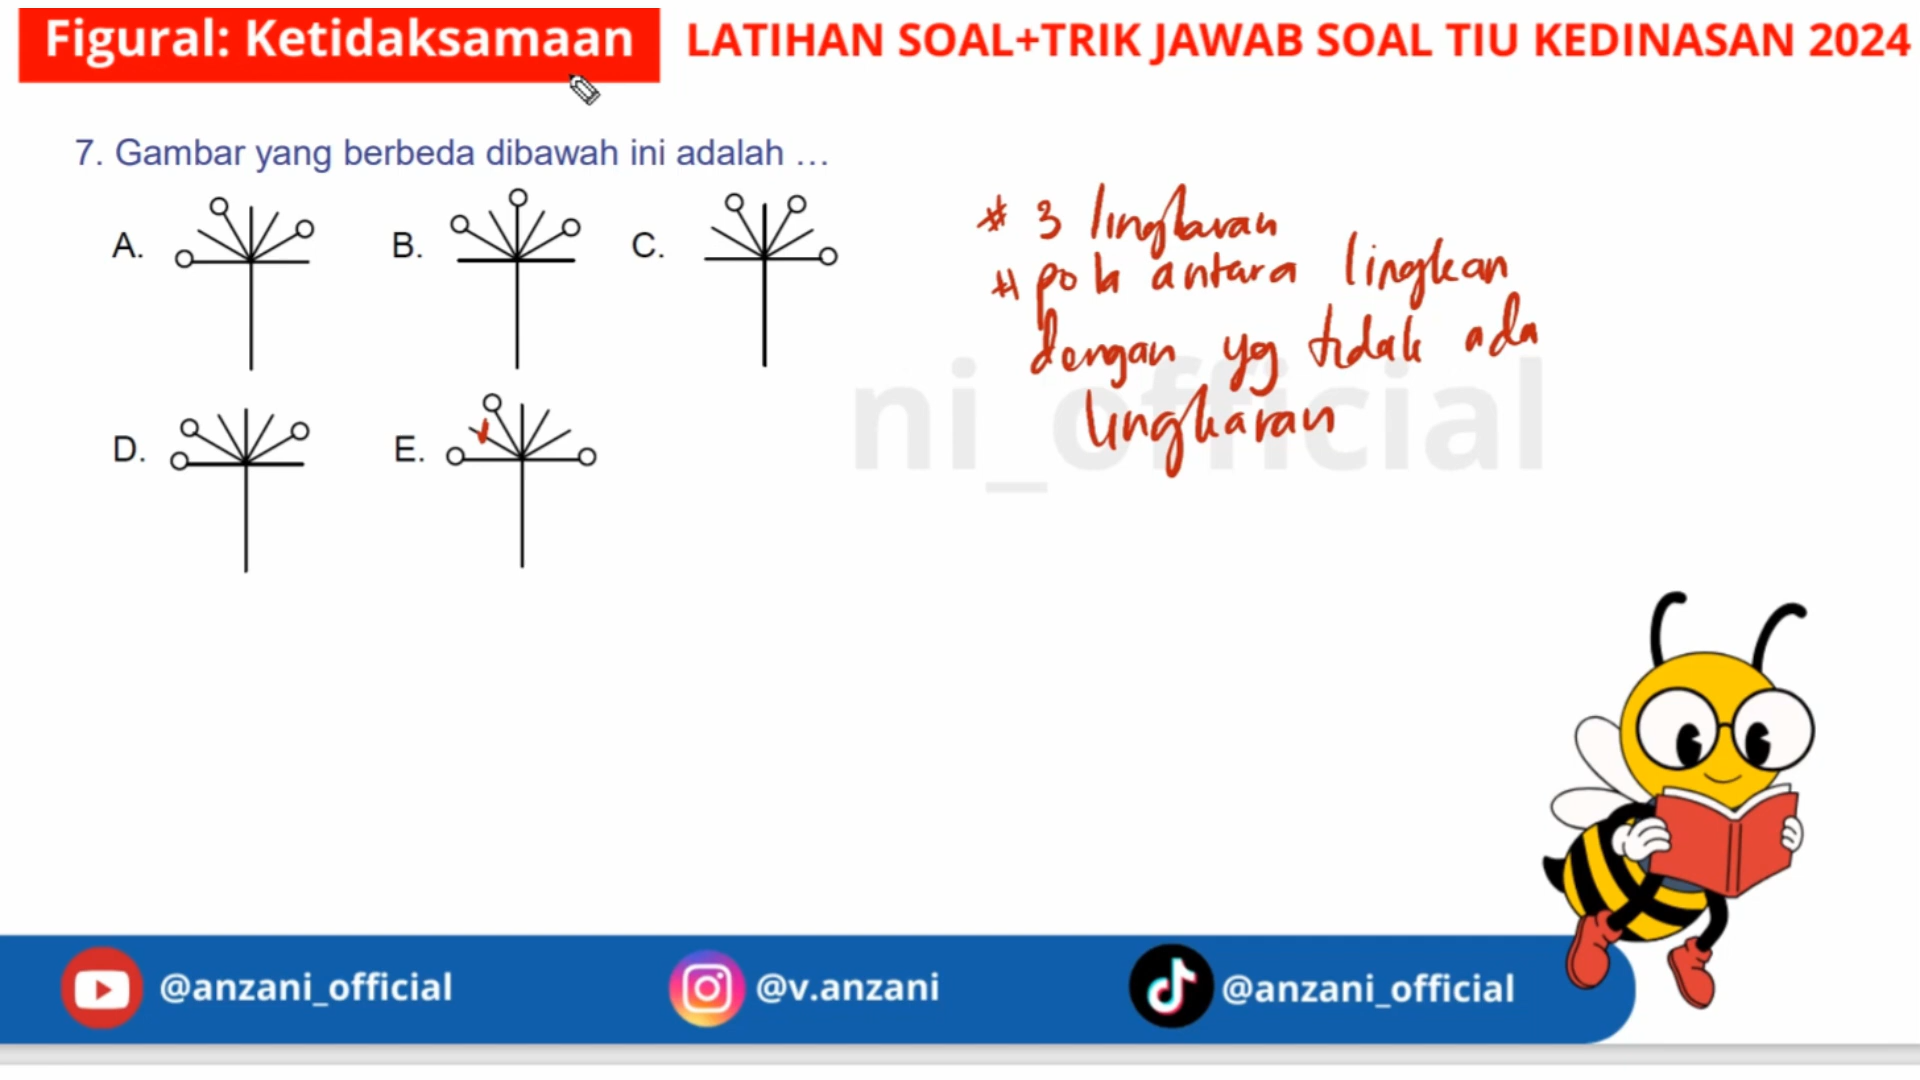 Figural: Ketidaksamaan
LATIHAN SOAL+TRIK JAWAB SOAL TIU KEDINASAN 2024
7. Gambar yang berbeda dibawah ini adalah …
A.
B.
C.
D.
E.
* 3 lingkaran
# pola antara lingkan
dengan yg tidak ada
lingkaran
ni_official
@anzani_official
@v.anzani
@anzani_official